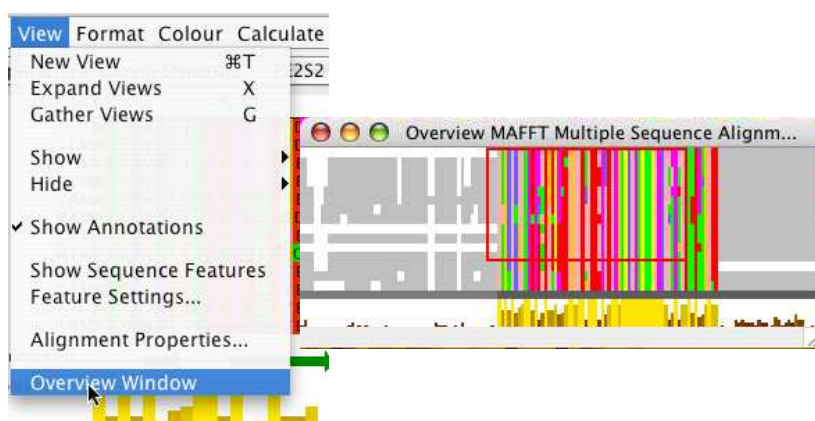 View Format Colour Calculate
New View ⌘T
E2S2
Expand Views X
Gather Views G
Overview MAFFT Multiple Sequence Alignm...
Show
Hide
✓ Show Annotations
Show Sequence Features
Feature Settings...
Alignment Properties...
Overview Window